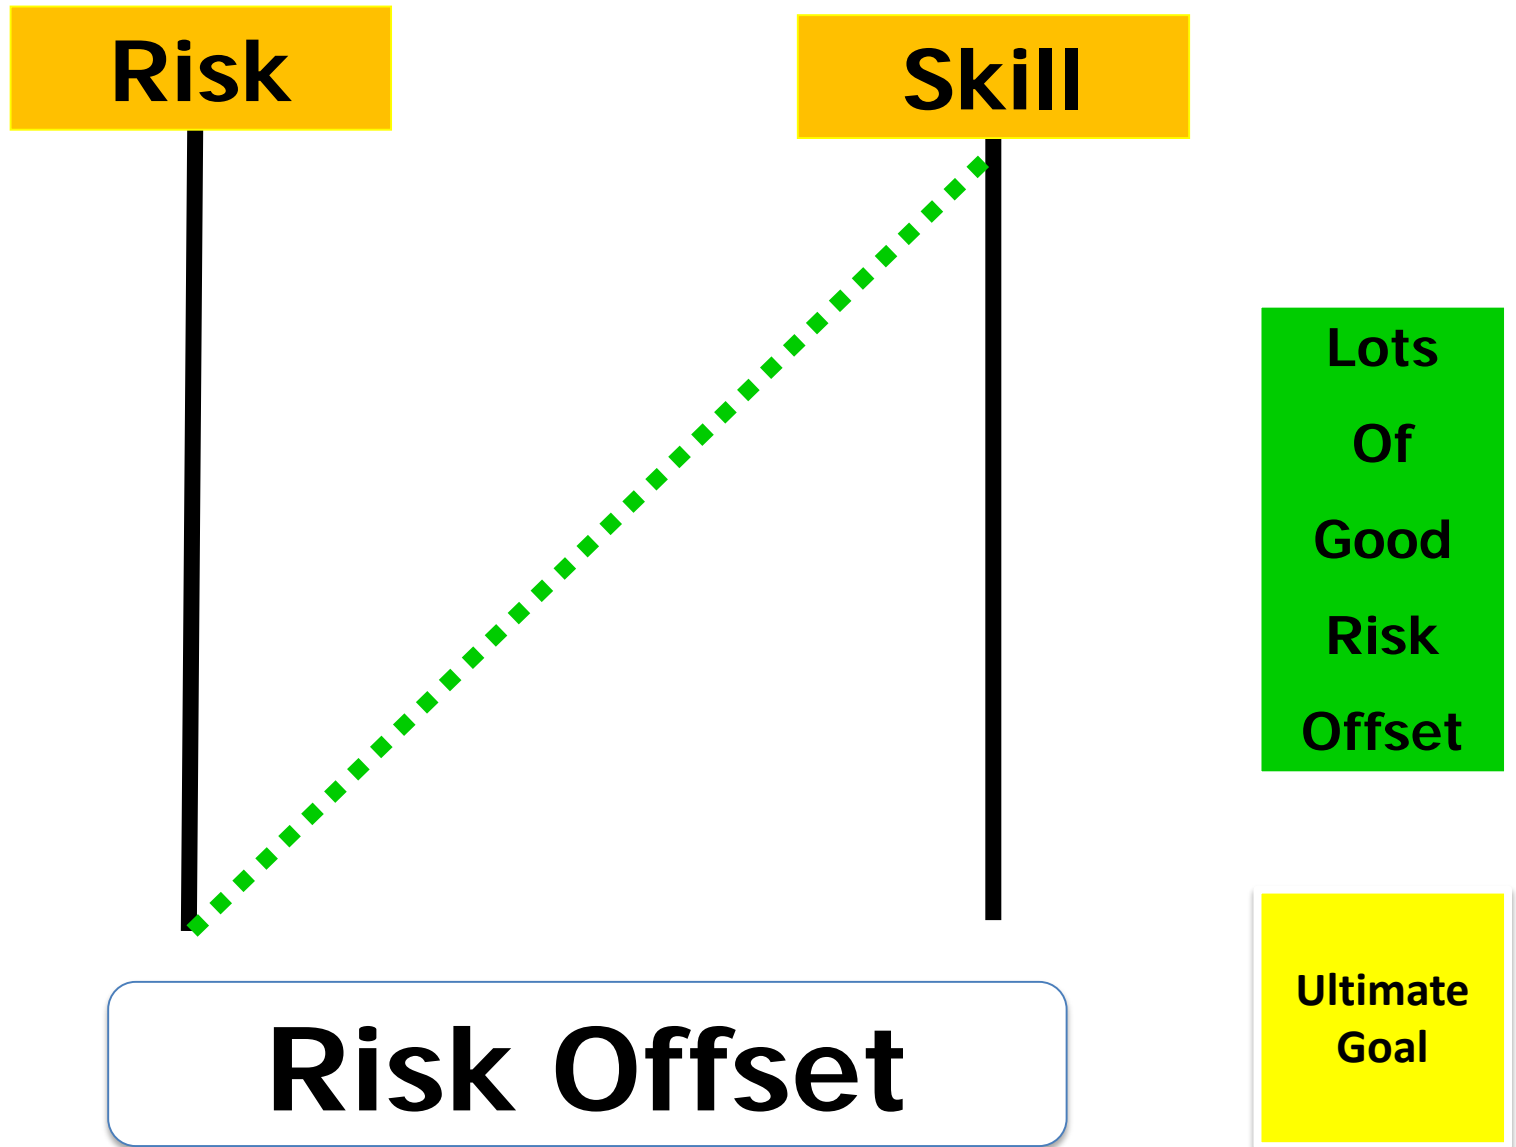 Risk
Skill
Lots
Of
Good
Risk
Offset
Ultimate
Goal
Risk Offset